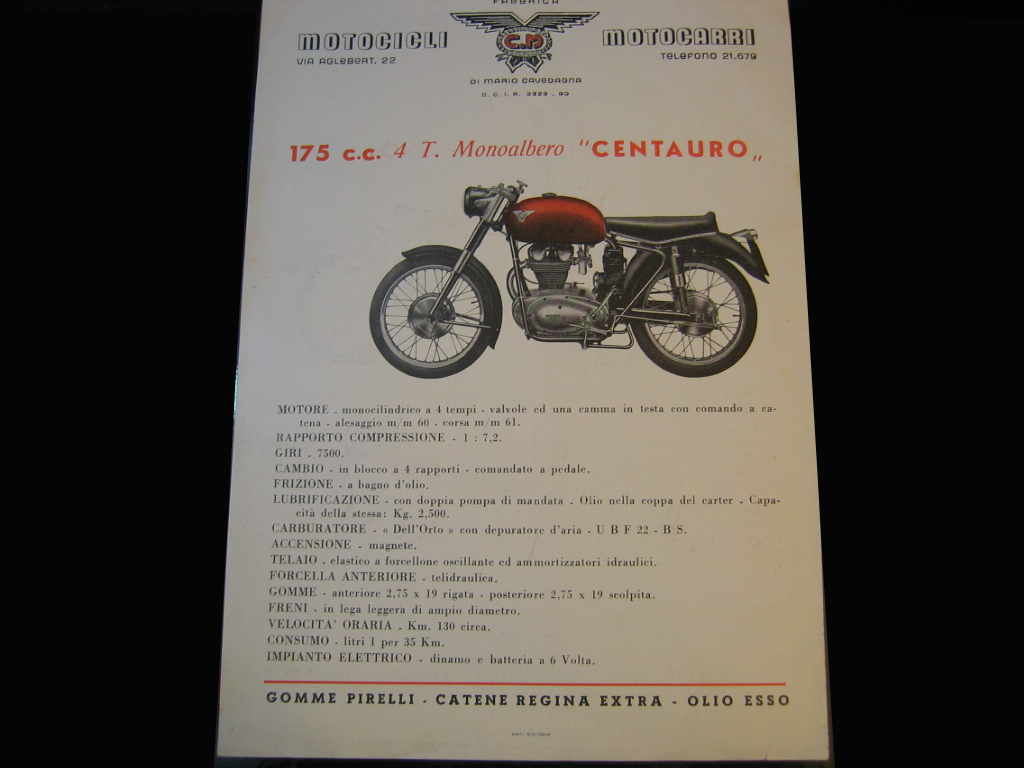 FABBRICA
MOTOCICLI
MOTOCARRI
C.M
VIA AGLEBERT, 22
TELEFONO 21.679
DI MARIO CAVEDAGNA
C. C. I. A. 3323 - BO
175 c.c. 4 T. Monoalbero "CENTAURO„
MOTORE - monocilindrico a 4 tempi - valvole ed una camma in testa con comando a ca-
tena - alesaggio m/m 60 - corsa m/m 61.
RAPPORTO COMPRESSIONE - 1 : 7,2.
GIRI . 7500.
CAMBIO - in blocco a 4 rapporti - comandato a pedale.
FRIZIONE - a bagno d'olio.
LUBRIFICAZIONE - con doppia pompa di mandata - Olio nella coppa del carter - Capa-
cità della stessa: Kg. 2,500.
CARBURATORE - « Dell'Orto » con depuratore d'aria - U B F 22 - B S.
ACCENSIONE - magnete.
TELAIO - elastico a forcellone oscillante ed ammortizzatori idraulici.
FORCELLA ANTERIORE - telidraulica.
GOMME - anteriore 2,75 x 19 rigata - posteriore 2,75 x 19 scolpita.
FRENI - in lega leggera di ampio diametro.
VELOCITA' ORARIA . Km. 130 circa.
CONSUMO - litri 1 per 35 Km.
IMPIANTO ELETTRICO - dinamo e batteria a 6 Volta.
GOMME PIRELLI - CATENE REGINA EXTRA - OLIO ESSO